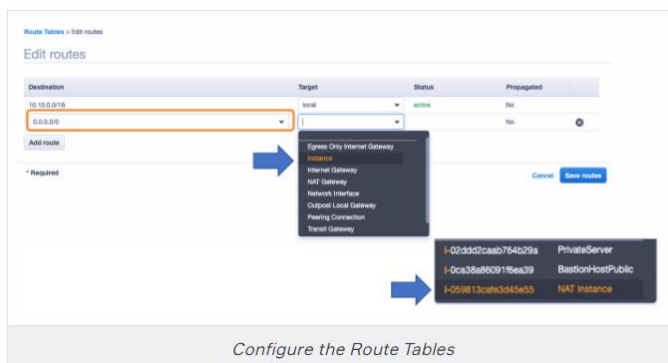 Route Tables > Edit routes
Edit routes
Destination Target Status Propagated
10.10.0.0/16 local active No
0.0.0.0/0 No
Add route
Egress Only Internet Gateway
Instance
Internet Gateway
NAT Gateway
Network Interface
Outpost Local Gateway
Peering Connection
Transit Gateway
* Required Cancel Save routes
i-02ddd2caab764b29a PrivateServer
i-0ca38a86091f6ea39 BastionHostPublic
i-059813cafe3d45e55 NAT Instance
Configure the Route Tables